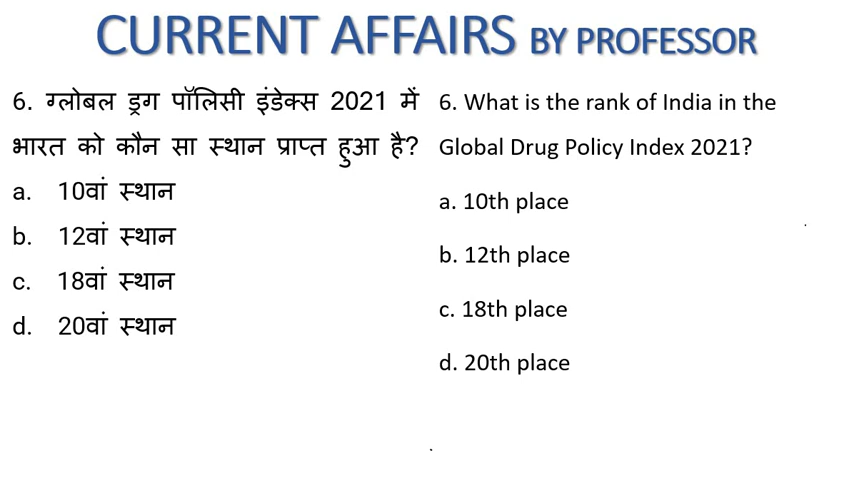 CURRENT AFFAIRS BY PROFESSOR
6. ग्लोबल ड्रग पॉलिसी इंडेक्स 2021 में
भारत को कौन सा स्थान प्राप्त हुआ है?
a. 10वां स्थान
b. 12वां स्थान
c. 18वां स्थान
d. 20वां स्थान
6. What is the rank of India in the
Global Drug Policy Index 2021?
a. 10th place
b. 12th place
c. 18th place
d. 20th place